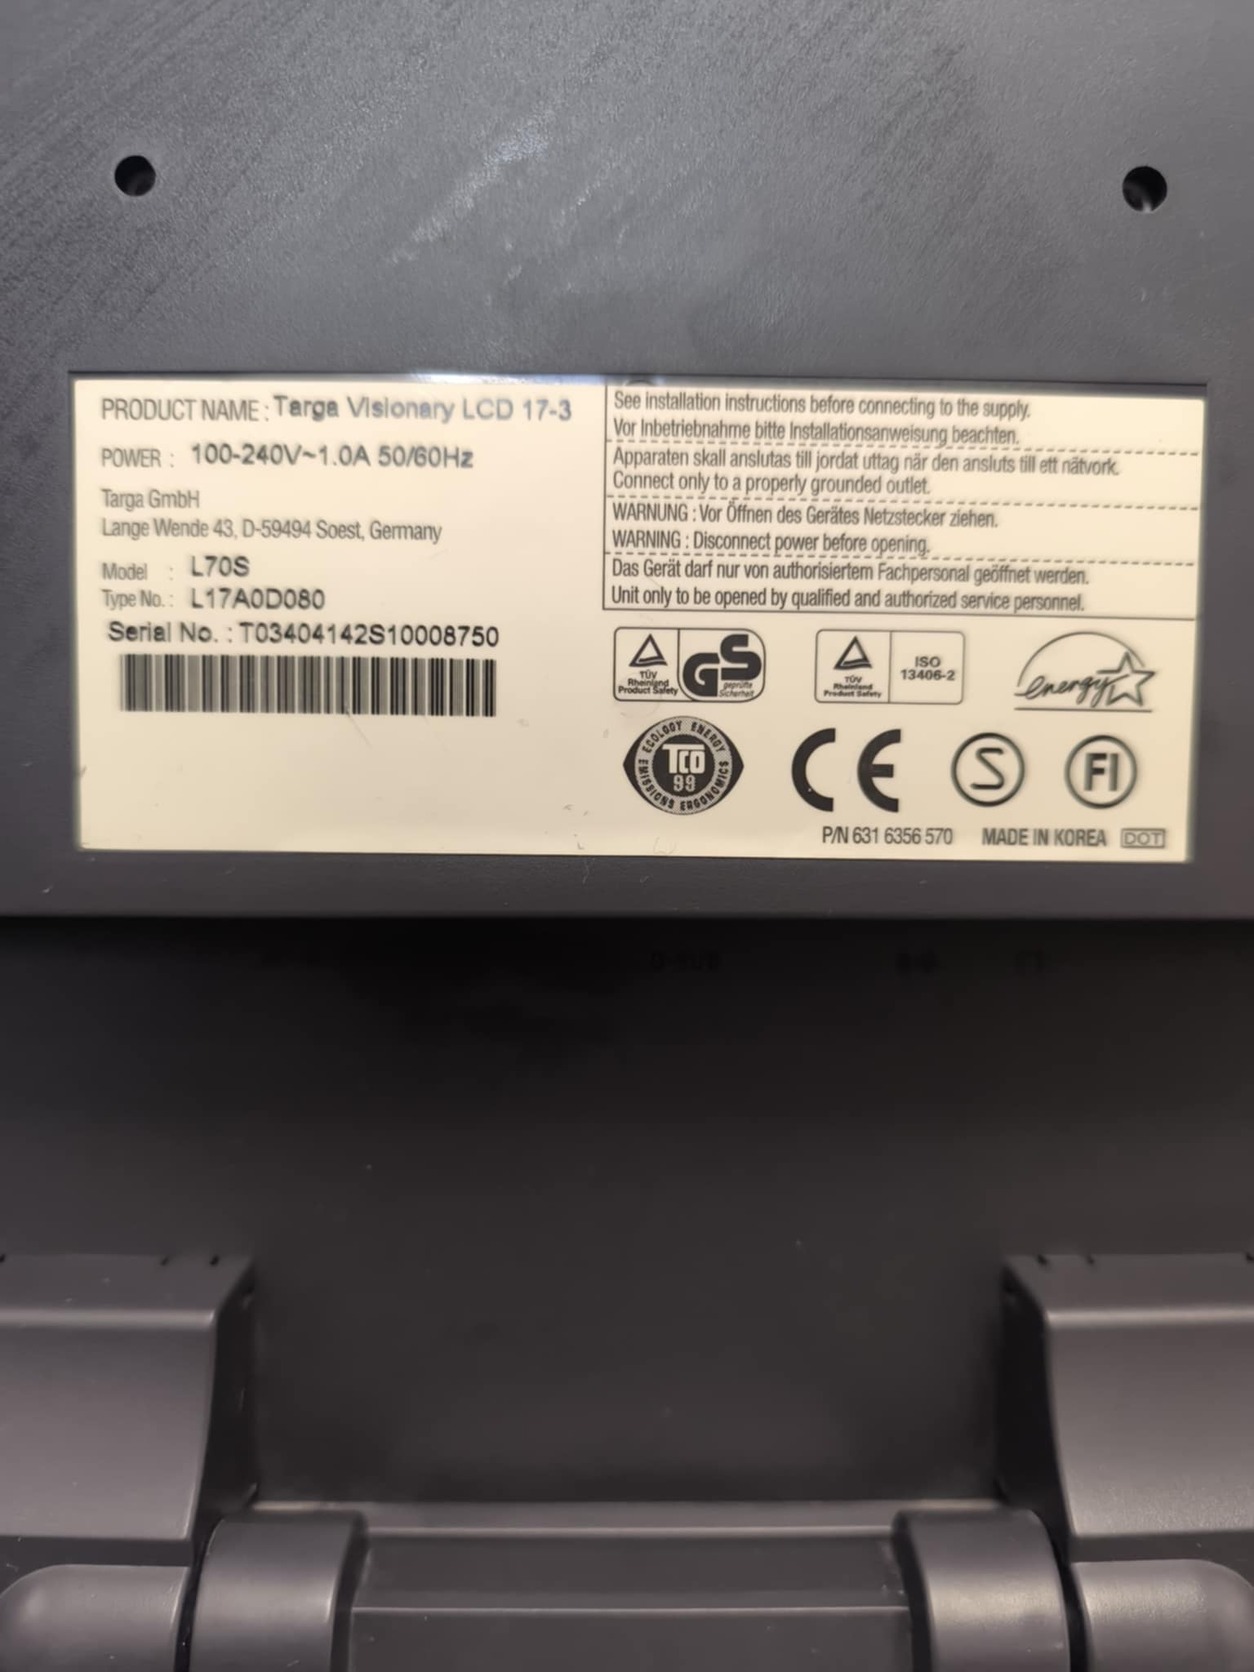 PRODUCT NAME : Targa Visionary LCD 17-3
POWER : 100-240V~1.0A 50/60Hz
Targa GmbH
Lange Wende 43, D-59494 Soest, Germany
Model : L70S
Type No. : L17A0D080
Serial No. : T03404142S10008750
See installation instructions before connecting to the supply.
Vor Inbetriebnahme bitte Installationsanweisung beachten.
Apparaten skall anslutas till jordat uttag när den ansluts till ett nätvork.
Connect only to a properly grounded outlet.
WARNUNG : Vor Öffnen des Gerätes Netzstecker ziehen.
WARNING : Disconnect power before opening.
Das Gerät darf nur von authorisiertem Fachpersonal geöffnet werden.
Unit only to be opened by qualified and authorized service personnel.
TÜV
Rheinland
Product Safety
GS
geprüfte
Sicherheit
TÜV
Rheinland
Product Safety
ISO
13406-2
energy
ECOLOGY ENERGY
TCO
99
EMISSIONS ERGONOMICS
CE
S
FI
P/N 631 6356 570 MADE IN KOREA DOT